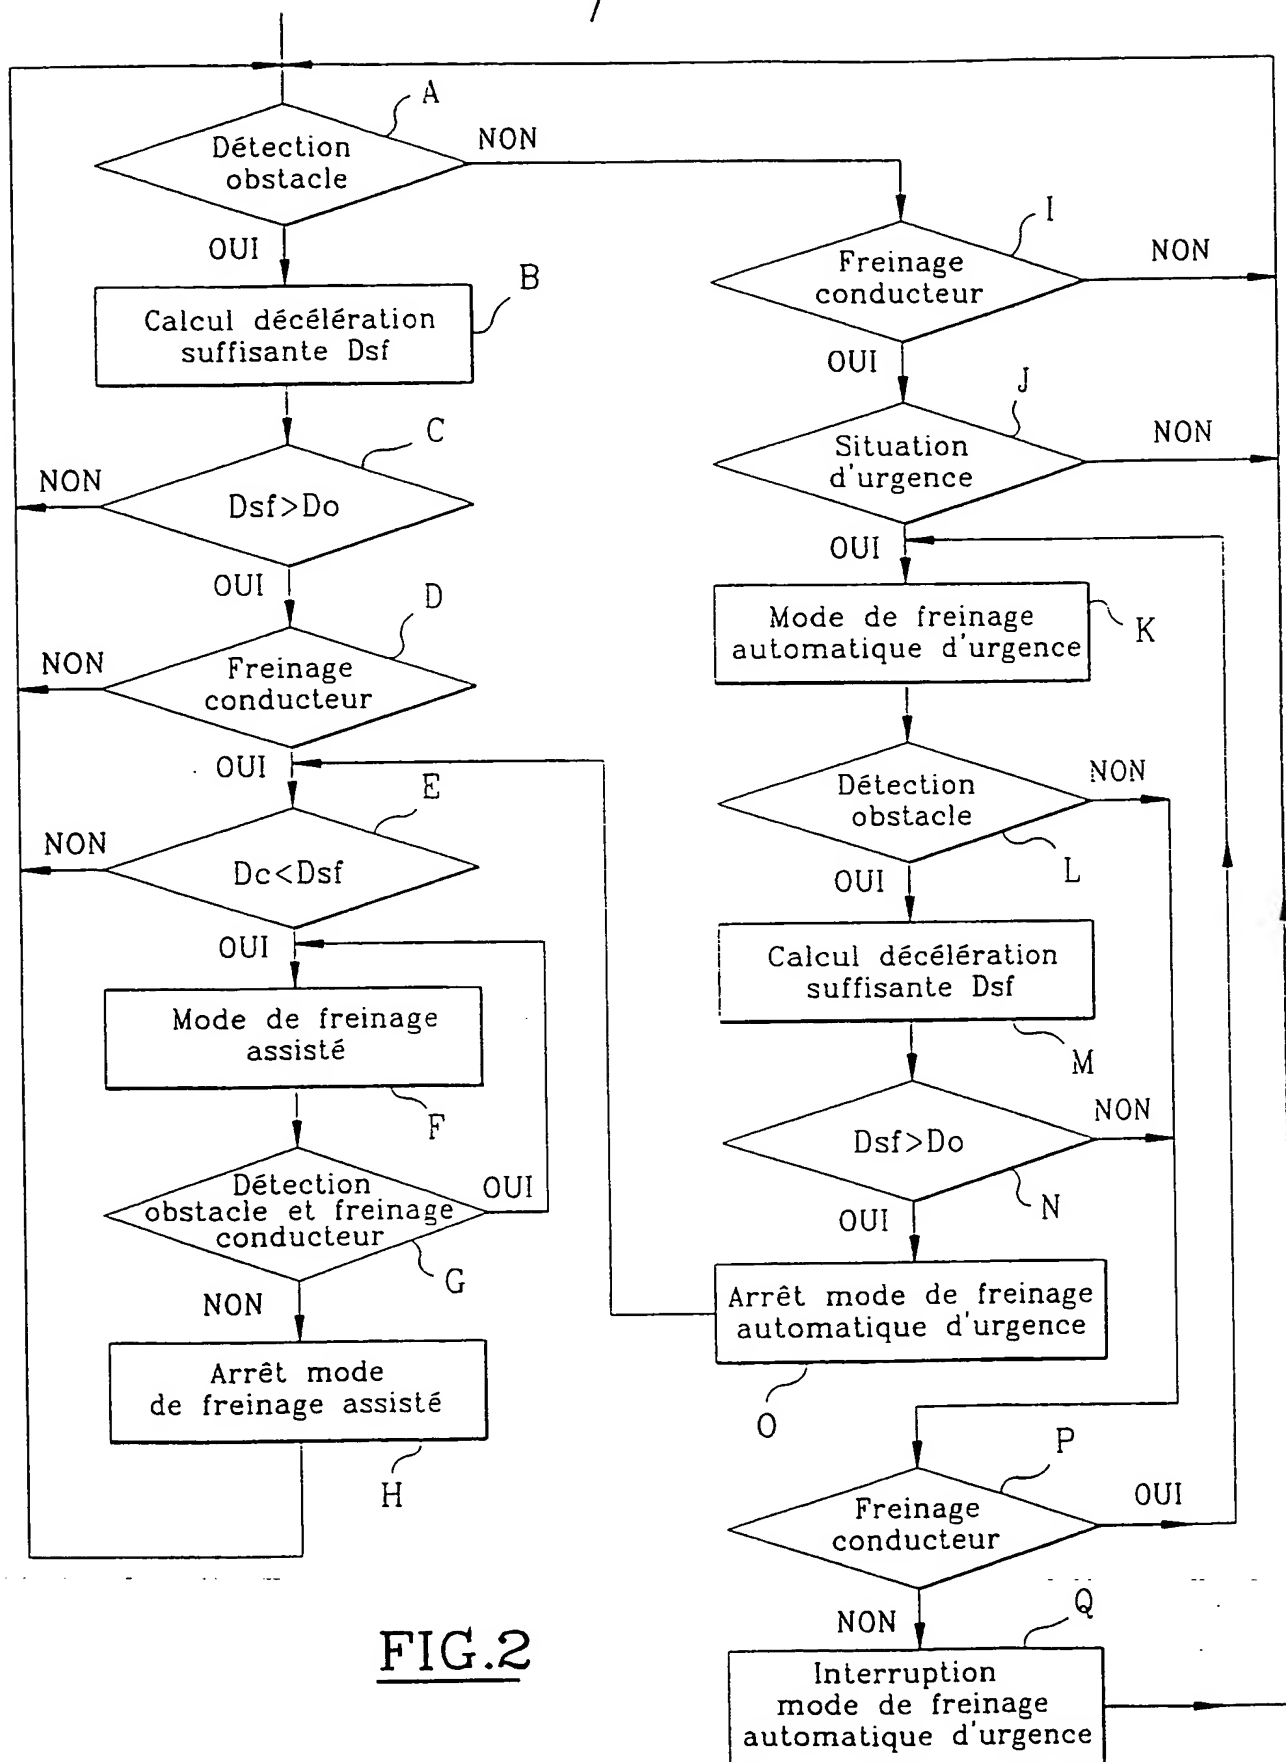 A
Détection
obstacle
NON
OUI
B
Calcul décélération
suffisante Dsf
C
NON
Dsf>Do
OUI
D
NON
Freinage
conducteur
OUI
E
NON
Dc<Dsf
OUI
Mode de freinage
assisté
F
Détection
obstacle et freinage
conducteur
OUI
G
NON
Arrêt mode
de freinage assisté
H
I
Freinage
conducteur
NON
OUI
J
Situation
d'urgence
NON
OUI
Mode de freinage
automatique d'urgence
K
Détection
obstacle
NON
L
OUI
Calcul décélération
suffisante Dsf
M
Dsf>Do
NON
N
OUI
Arrêt mode de freinage
automatique d'urgence
O
P
Freinage
conducteur
OUI
NON
Q
Interruption
mode de freinage
automatique d'urgence
FIG.2